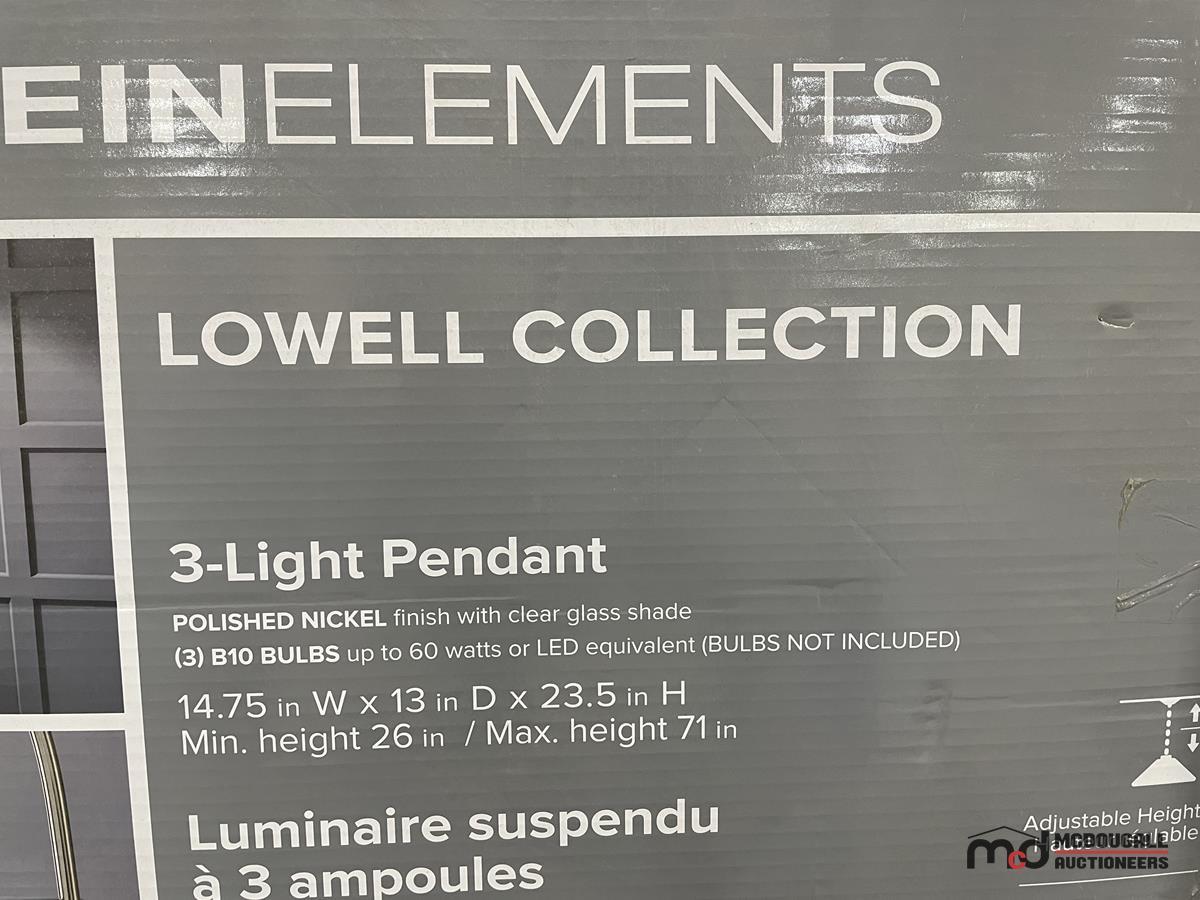 EINELEMENTS
LOWELL COLLECTION
3-Light Pendant
POLISHED NICKEL finish with clear glass shade
(3) B10 BULBS up to 60 watts or LED equivalent (BULBS NOT INCLUDED)
14.75 in W x 13 in D x 23.5 in H
Min. height 26 in / Max. height 71 in
Luminaire suspendu
à 3 ampoules
Adjustable Height
mcd MCDOUGALL
AUCTIONEERS